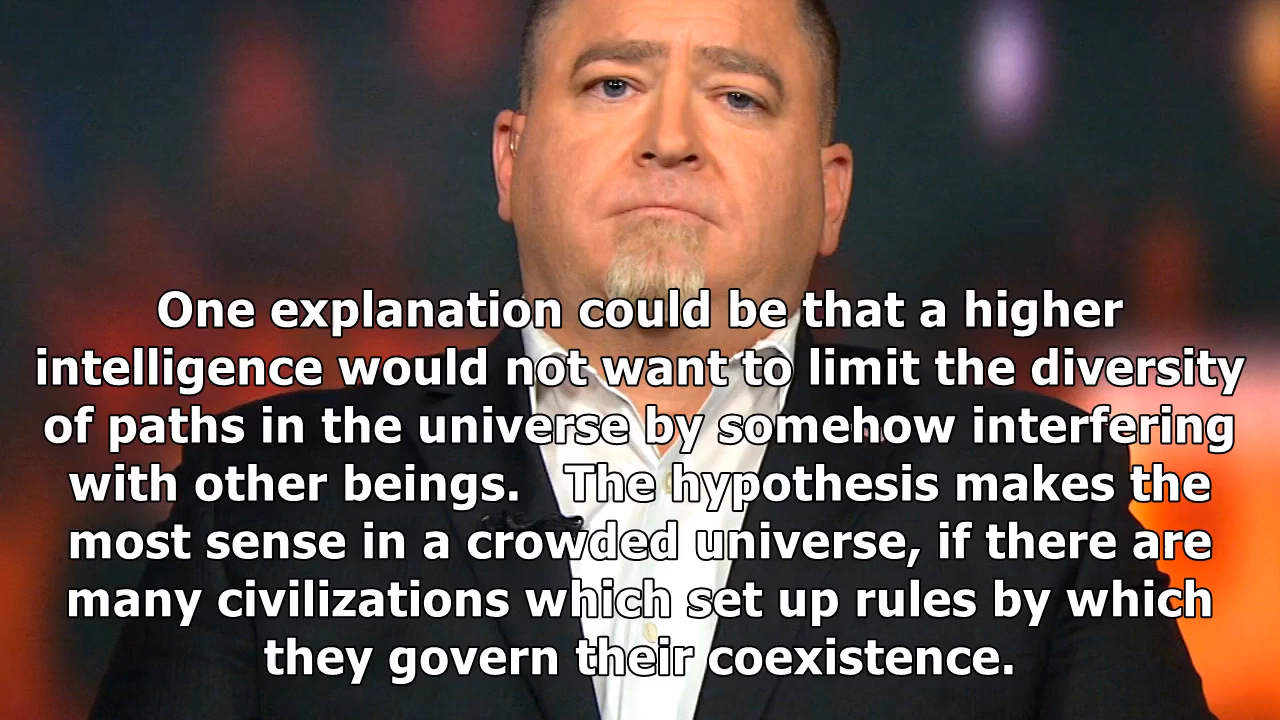 One explanation could be that a higher
intelligence would not want to limit the diversity
of paths in the universe by somehow interfering
with other beings.   The hypothesis makes the
most sense in a crowded universe, if there are
many civilizations which set up rules by which
they govern their coexistence.